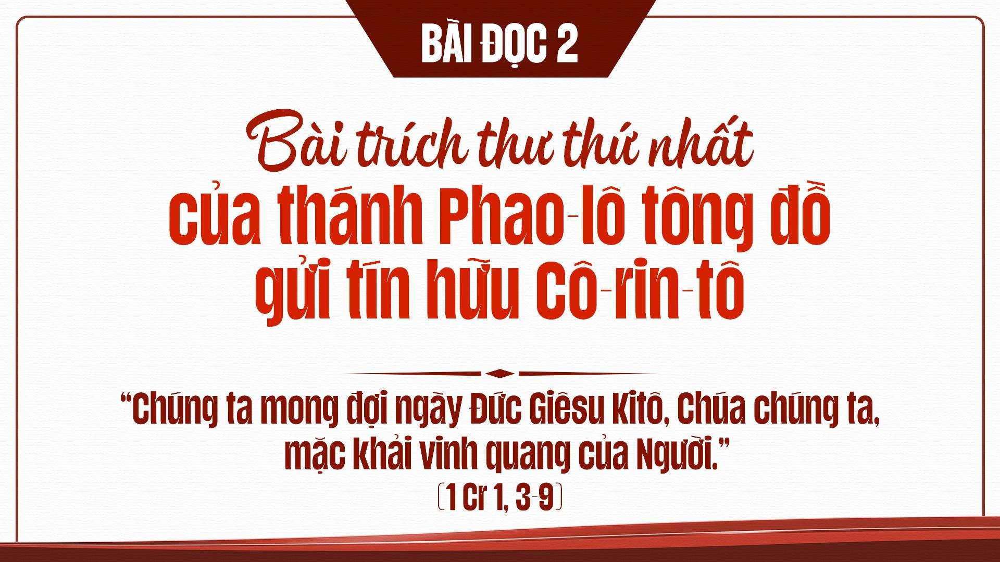 BÀI ĐỌC 2
Bài trích thư thứ nhất
của thánh Phao-lô tông đồ
gửi tín hữu Cô-rin-tô
“Chúng ta mong đợi ngày Đức Giêsu Kitô, Chúa chúng ta,
mặc khải vinh quang của Người.”
(1 Cr 1, 3-9)